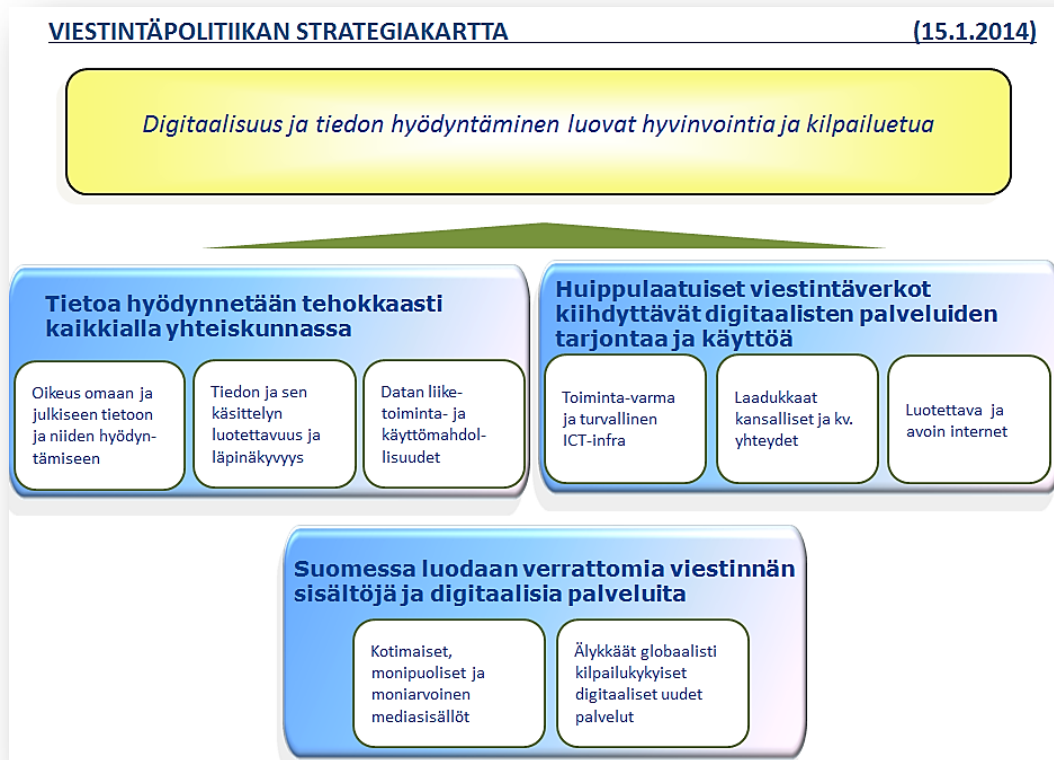 VIESTINTÄPOLITIIKAN STRATEGIAKARTTA (15.1.2014)
Digitaalisuus ja tiedon hyödyntäminen luovat hyvinvointia ja kilpailuetua
Tietoa hyödynnetään tehokkaasti
kaikkialla yhteiskunnassa
Oikeus omaan ja
julkiseen tietoon
ja niiden hyödyn-
tämiseen
Tiedon ja sen
käsittelyn
luotettavuus ja
läpinäkyvyys
Datan liike-
toiminta- ja
käyttömahdol-
lisuudet
Huippulaatuiset viestintäverkot
kiihdyttävät digitaalisten palveluiden
tarjontaa ja käyttöä
Toiminta-varma
ja turvallinen
ICT-infra
Laadukkaat
kansalliset ja kv.
yhteydet
Luotettava ja
avoin internet
Suomessa luodaan verrattomia viestinnän
sisältöjä ja digitaalisia palveluita
Kotimaiset,
monipuoliset ja
moniarvoinen
mediasisällöt
Älykkäät globaalisti
kilpailukykyiset
digitaaliset uudet
palvelut